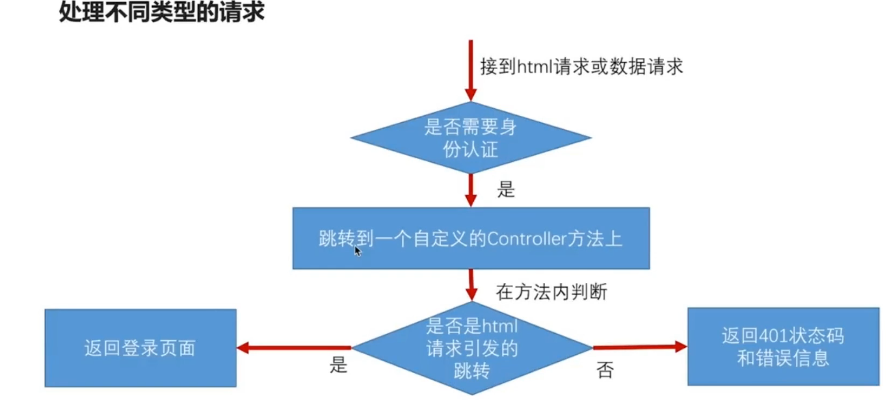 处理不同类型的请求
接到html请求或数据请求
是否需要身
份认证
是
跳转到一个自定义的Controller方法上
在方法内判断
是否是html
请求引发的
跳转
返回登录页面
是
否
返回401状态码
和错误信息